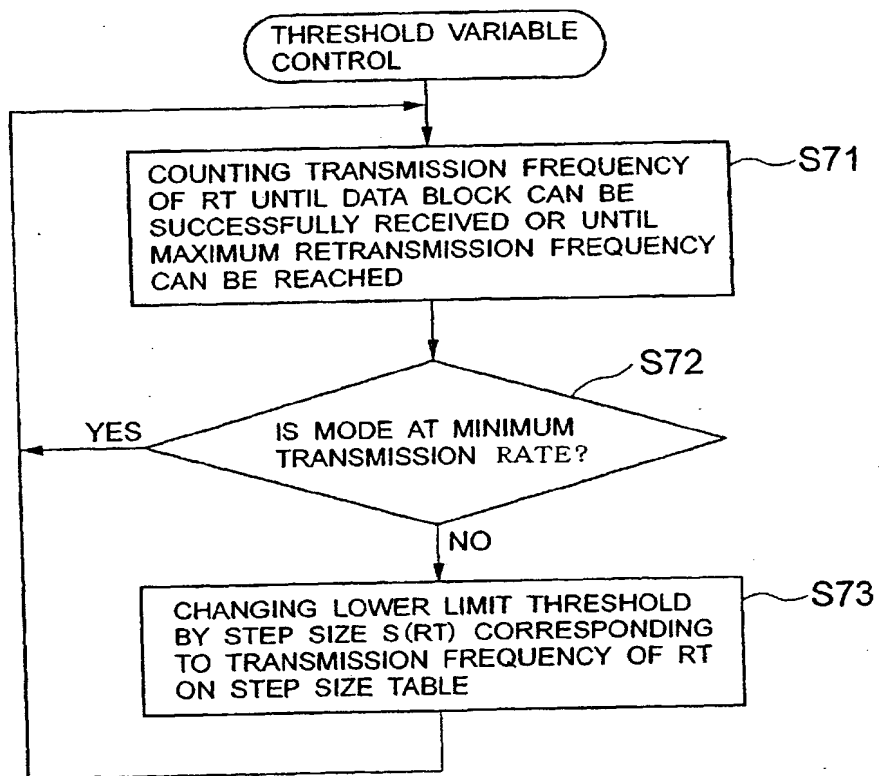 THRESHOLD VARIABLE
CONTROL
S71
COUNTING TRANSMISSION FREQUENCY
OF RT UNTIL DATA BLOCK CAN BE
SUCCESSFULLY RECEIVED OR UNTIL
MAXIMUM RETRANSMISSION FREQUENCY
CAN BE REACHED
S72
YES
IS MODE AT MINIMUM
TRANSMISSION RATE?
NO
S73
CHANGING LOWER LIMIT THRESHOLD
BY STEP SIZE S(RT) CORRESPONDING
TO TRANSMISSION FREQUENCY OF RT
ON STEP SIZE TABLE